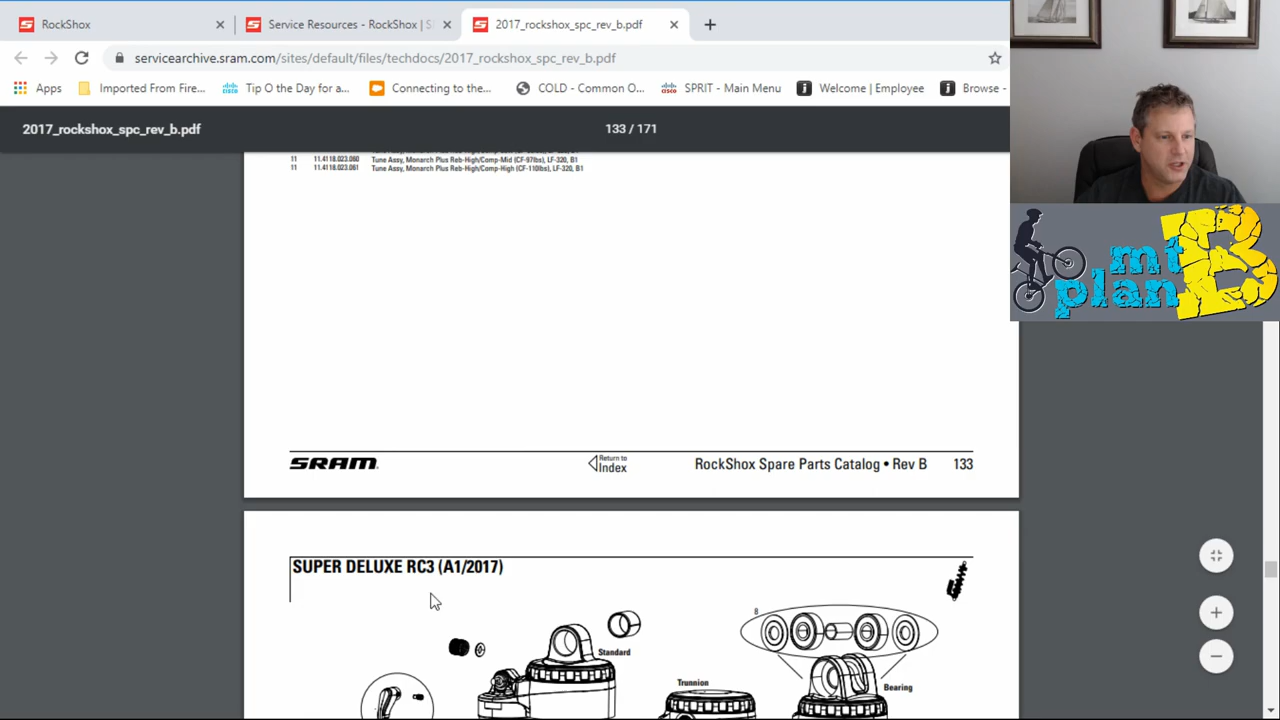 RockShox
Service Resources - RockShox | S
2017_rockshox_spc_rev_b.pdf
servicearchive.sram.com/sites/default/files/techdocs/2017_rockshox_spc_rev_b.pdf
Apps
Imported From Fire...
Tip O the Day for a...
Connecting to the...
COLD - Common O...
SPRIT - Main Menu
Welcome | Employee
Browse -
2017_rockshox_spc_rev_b.pdf
133 / 171
11 11.4118.023.060 Tune Assy, Monarch Plus Reb-High/Comp-Mid (CF-97lbs), LF-320, B1
11 11.4118.023.061 Tune Assy, Monarch Plus Reb-High/Comp-High (CF-110lbs), LF-320, B1
mt
plan B
SRAM
Return to
Index
RockShox Spare Parts Catalog • Rev B 133
SUPER DELUXE RC3 (A1/2017)
8
Standard
Trunnion
Bearing